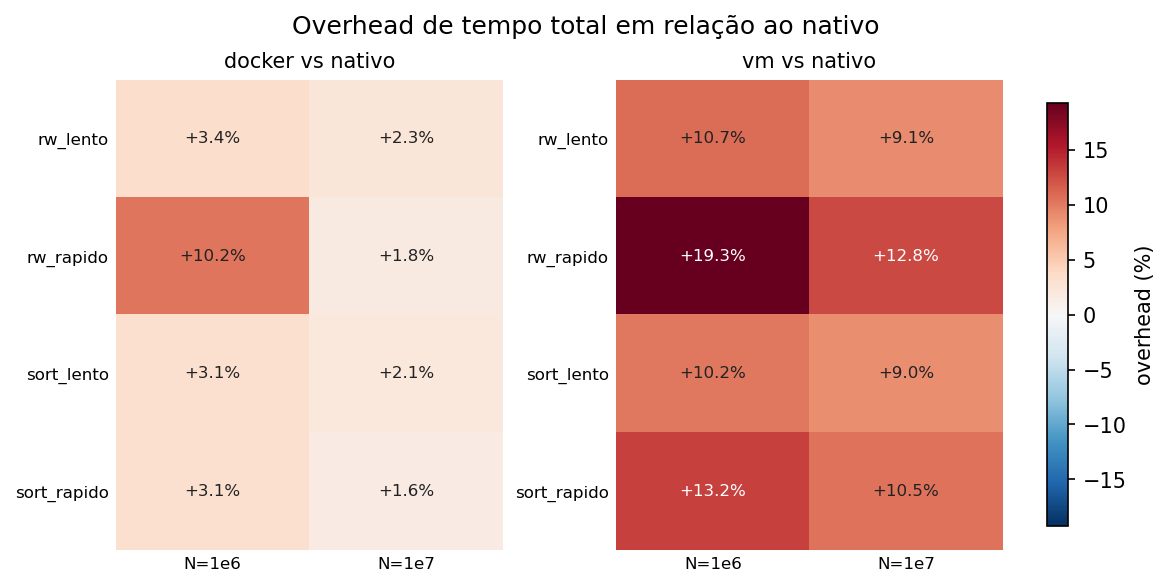 Overhead de tempo total em relação ao nativo
docker vs nativo
rw_lento +3.4% +2.3%
rw_rapido +10.2% +1.8%
sort_lento +3.1% +2.1%
sort_rapido +3.1% +1.6%
N=1e6 N=1e7
vm vs nativo
rw_lento +10.7% +9.1%
rw_rapido +19.3% +12.8%
sort_lento +10.2% +9.0%
sort_rapido +13.2% +10.5%
N=1e6 N=1e7
15
10
5
0
−5
−10
−15
overhead (%)